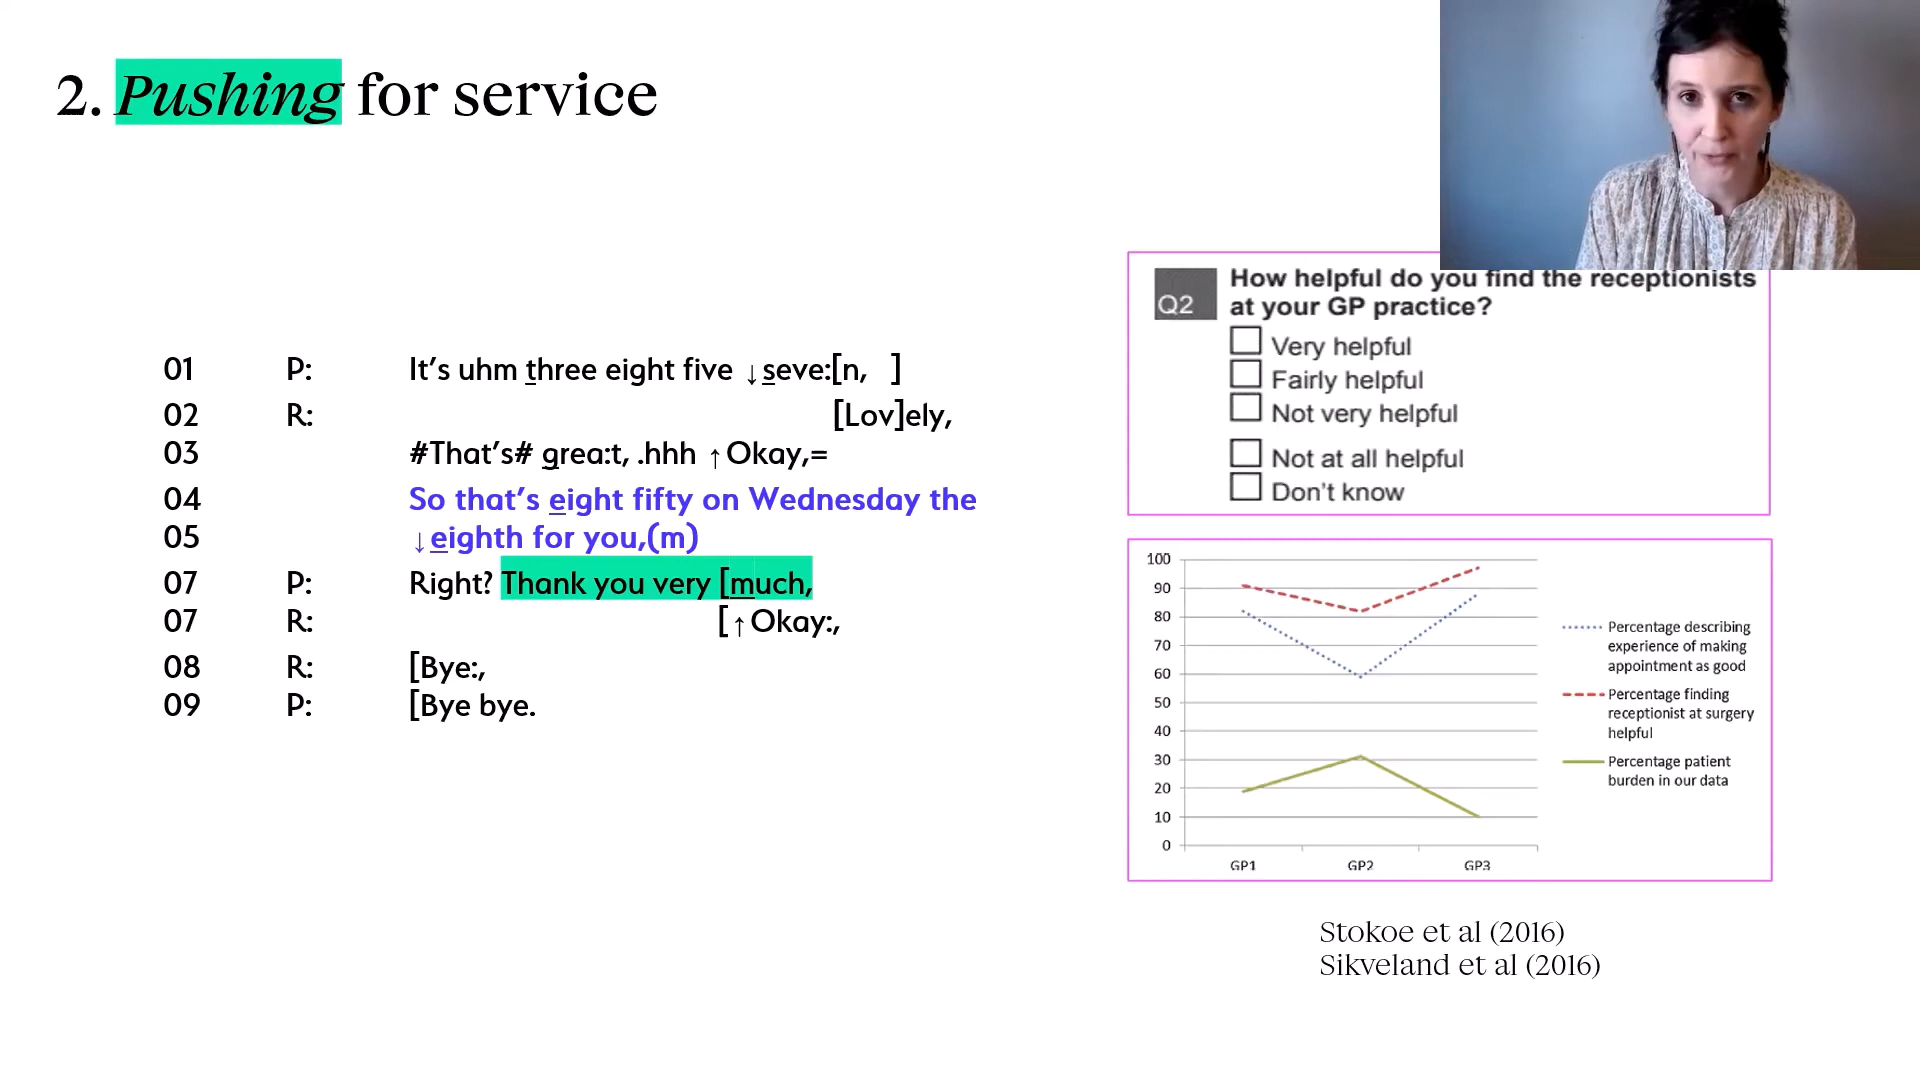 2. Pushing for service
01 P: It’s uhm three eight five ↓seve:[n, ]
02 R: [Lov]ely,
03 #That’s# grea:t, .hhh ↑Okay,=
04 So that’s eight fifty on Wednesday the
05 ↓eighth for you,(m)
07 P: Right? Thank you very [much,
07 R: [↑Okay:,
08 R: [Bye:,
09 P: [Bye bye.
Q2 How helpful do you find the receptionists
at your GP practice?
Very helpful
Fairly helpful
Not very helpful
Not at all helpful
Don't know
100
90
80
70
60
50
40
30
20
10
0
GP1 GP2 GP3
Percentage describing
experience of making
appointment as good
Percentage finding
receptionist at surgery
helpful
Percentage patient
burden in our data
Stokoe et al (2016)
Sikveland et al (2016)